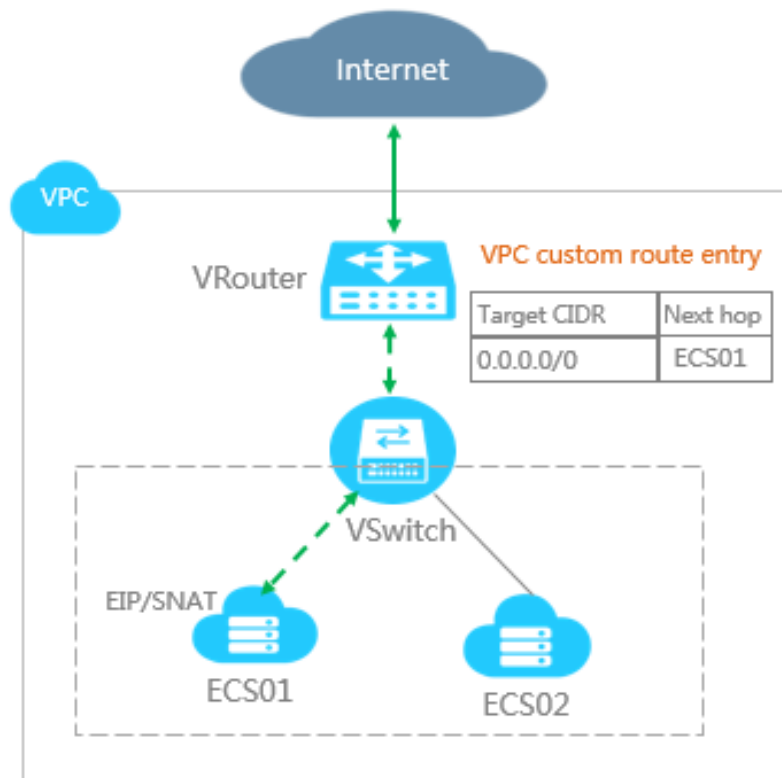 Internet
VPC
VRouter
VPC custom route entry
Target CIDR Next hop
0.0.0.0/0 ECS01
VSwitch
EIP/SNAT
ECS01
ECS02